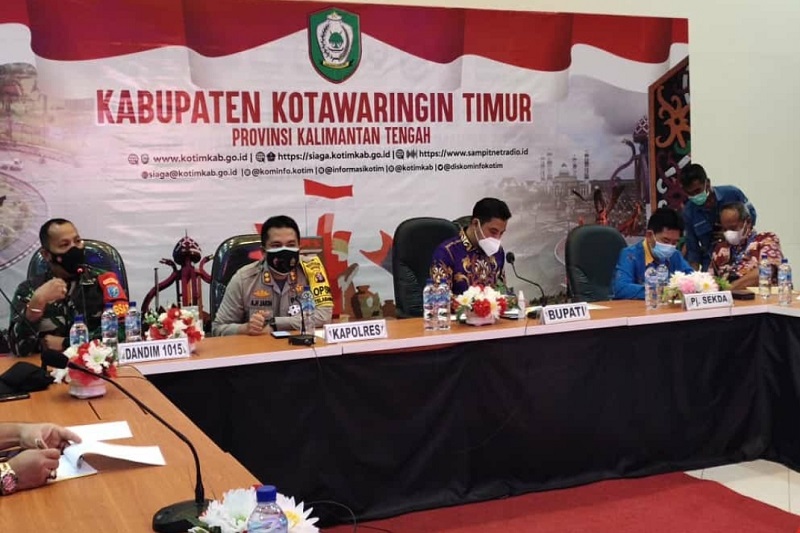 KABUPATEN KOTAWARINGIN TIMUR
PROVINSI KALIMANTAN TENGAH
www.kotimkab.go.id | https://siaga.kotimkab.go.id | https://www.sampitnetradio.id
@siaga@kotimkab.go.id | @kominfo.kotim | @informasikotim | @kotimkab | @diskominfokotim
DANDIM 1015
KAPOLRES
BUPATI
Pj. SEKDA